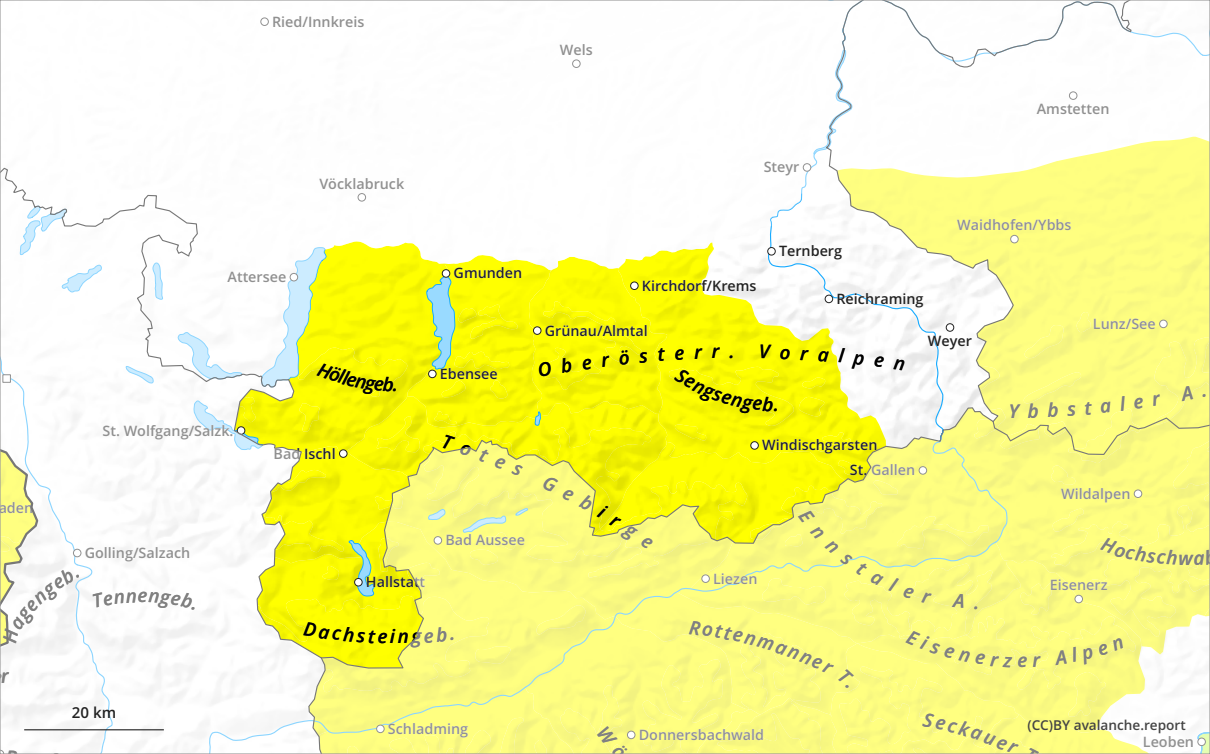 Ried/Innkreis
Wels
Amstetten
Steyr
Vöcklabruck
Waidhofen/Ybbs
Ternberg
Attersee
Gmunden
Kirchdorf/Krems
Reichraming
Grünau/Almtal
Lunz/See
Weyer
Oberösterr. Voralpen
Höllengeb.
Ebensee
Sengsengeb.
Ybbstaler A.
St. Wolfgang/Salzk.
Bad Ischl
Windischgarsten
Totes Gebirge
St. Gallen
Wildalpen
aden
Ennstaler A.
Bad Aussee
Golling/Salzach
Hochschwab
Hallstatt
Liezen
Eisenerz
Hagengeb.
Tennengeb.
Dachsteingeb.
Rottenmanner T.
Eisenerzer Alpen
r
20 km
Schladming
Donnersbachwald
Wö
Seckauer T
(CC)BY avalanche.report
Leoben